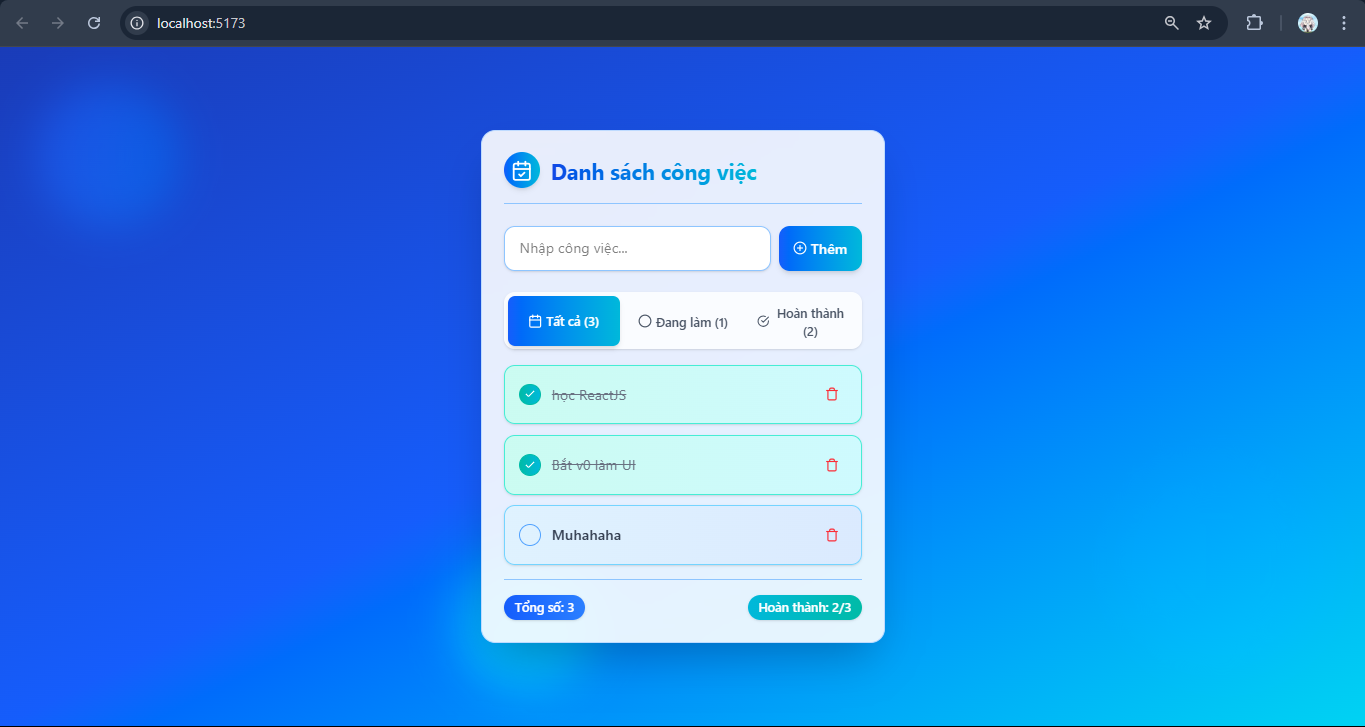 localhost:5173
Danh sách công việc
Nhập công việc...
Thêm
Tất cả (3)
Đang làm (1)
Hoàn thành
(2)
học ReactJS
Bắt v0 làm UI
Muhahaha
Tổng số: 3
Hoàn thành: 2/3